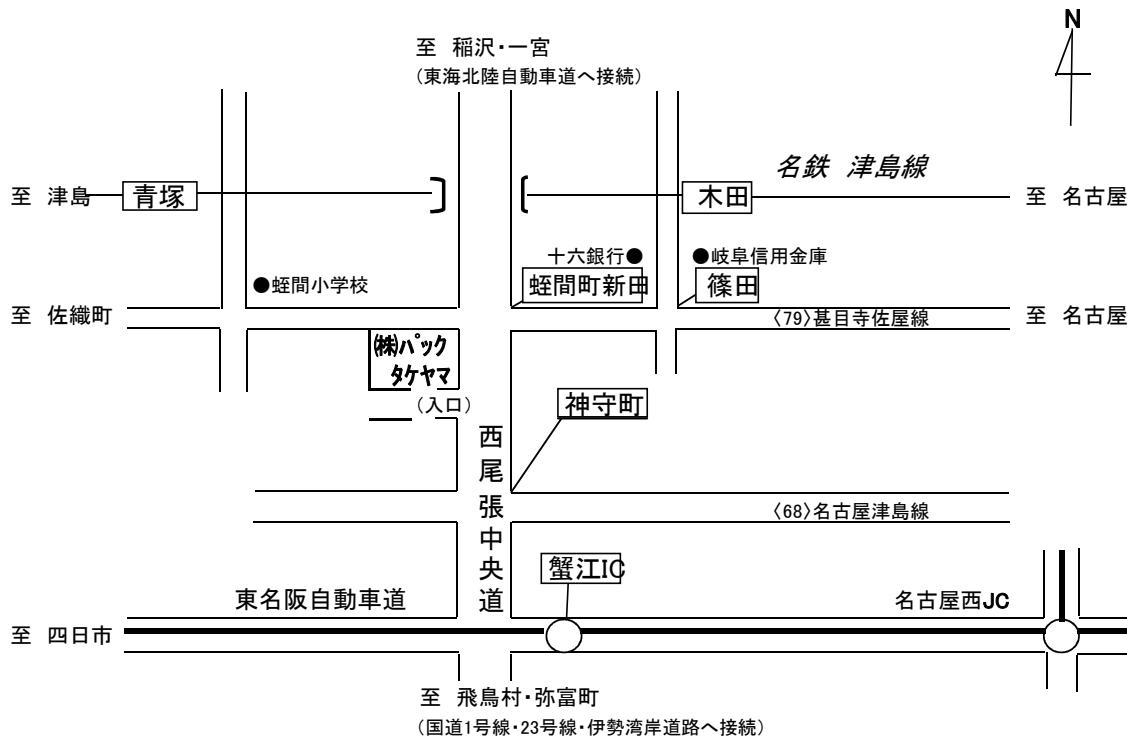 N
至 稲沢・一宮
(東海北陸自動車道へ接続)
名鉄 津島線
至 津島
青塚
木田
至 名古屋
十六銀行●
●岐阜信用金庫
●蛭間小学校
蛭間町新田
篠田
至 佐織町
〈79〉甚目寺佐屋線
至 名古屋
㈱パック
タケヤマ
(入口)
神守町
西尾張中央道
〈68〉名古屋津島線
蟹江IC
東名阪自動車道
名古屋西JC
至 四日市
至 飛鳥村・弥富町
(国道1号線・23号線・伊勢湾岸道路へ接続)